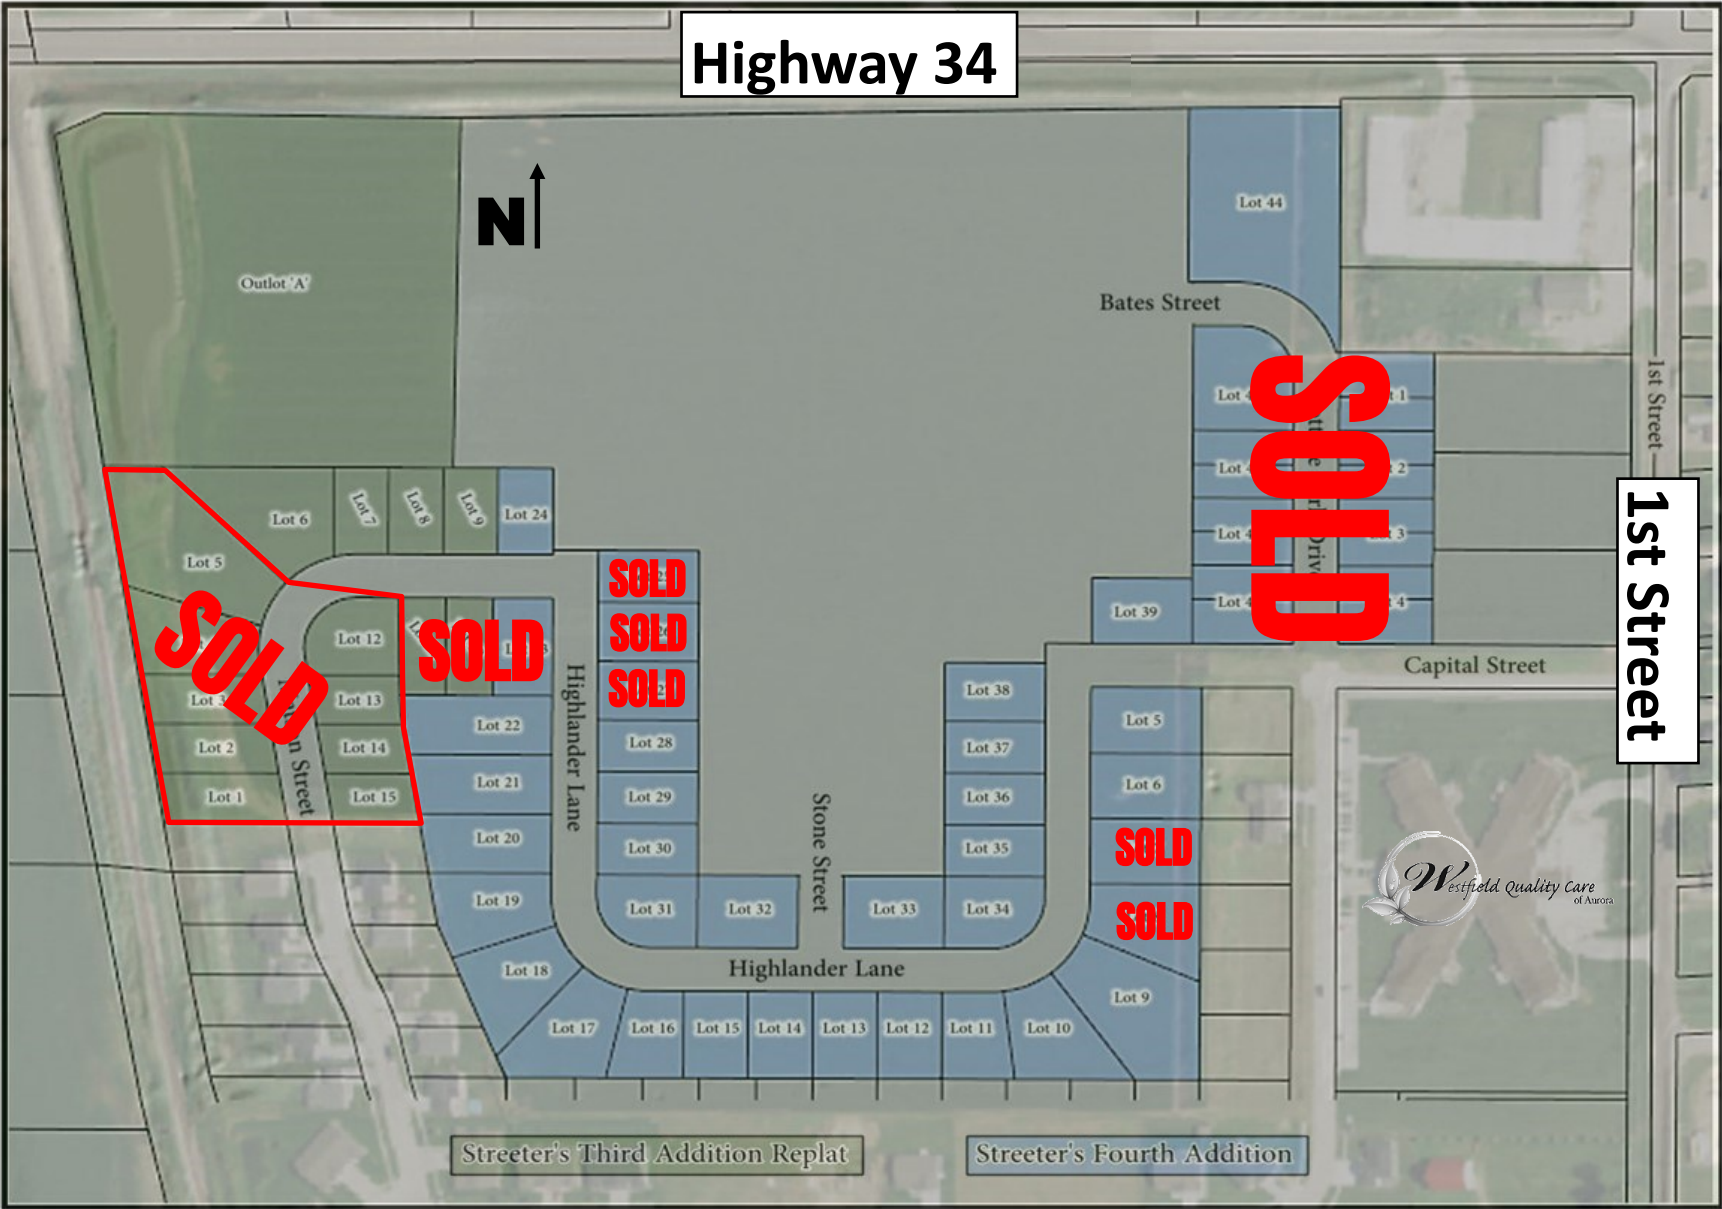 Highway 34
N
Lot 44
Outlot 'A'
Bates Street
1st Street
Lot
1
Lot
2
Lot
3
Lot
4
SOLD
1st Street
Lot 6
Lot 7
Lot 8
Lot 9
Lot 24
Lot 5
SOLD
SOLD
SOLD
Lot 39
Capital Street
Lot 12
SOLD
SOLD
Lot 13
Lot 2
Lot 14
Lot 1
Lot 15
Street
Lot 22
Lot 21
Lot 20
Lot 19
Lot 18
Highlander Lane
Lot 28
Lot 29
Lot 30
Lot 31
Lot 32
Stone Street
Lot 33
Lot 34
Lot 38
Lot 37
Lot 36
Lot 35
Lot 5
Lot 6
SOLD
SOLD
Lot 9
Highlander Lane
Lot 17
Lot 16
Lot 15
Lot 14
Lot 13
Lot 12
Lot 11
Lot 10
Westfield Quality Care
of Aurora
Streeter's Third Addition Replat
Streeter's Fourth Addition